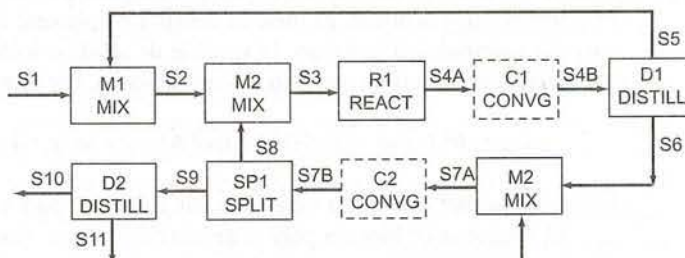 S5
S1
M1
MIX
S2
M2
MIX
S3
R1
REACT
S4A
C1
CONVG
S4B
D1
DISTILL
S8
S6
S10
D2
DISTILL
S9
SP1
SPLIT
S7B
C2
CONVG
S7A
M2
MIX
S11